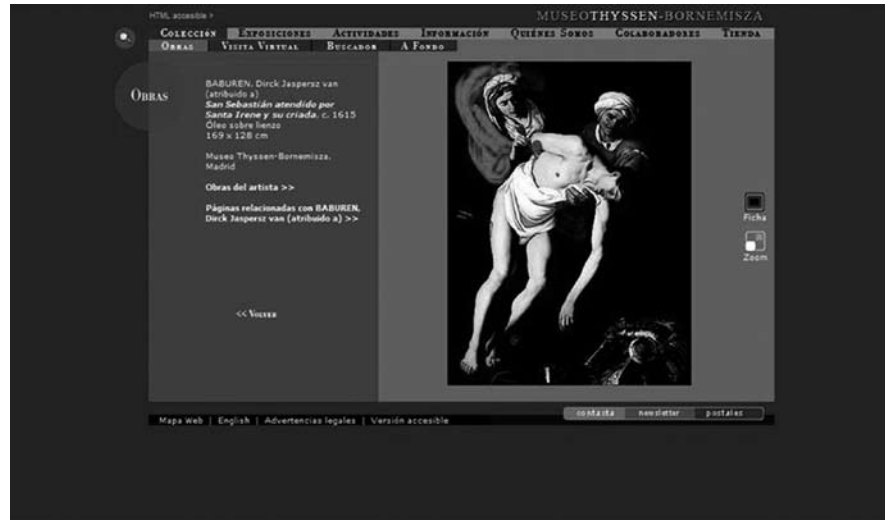 HTML accesible >
MUSEOTHYSSEN-BORNEMISZA
Colección Exposiciones Actividades Información Quiénes Somos Colaboradores Tienda
Obras Visita Virtual Buscador A Fondo
Obras
BABUREN, Dirck Jaspersz van
(atribuido a)
San Sebastián atendido por
Santa Irene y su criada, c. 1615
Óleo sobre lienzo
169 x 128 cm
Museo Thyssen-Bornemisza,
Madrid
Obras del artista >>
Páginas relacionadas con BABUREN,
Dirck Jaspersz van (atribuido a) >>
Ficha
Zoom
<< Volver
contacta newsletter postales
Mapa Web | English | Advertencias legales | Versión accesible